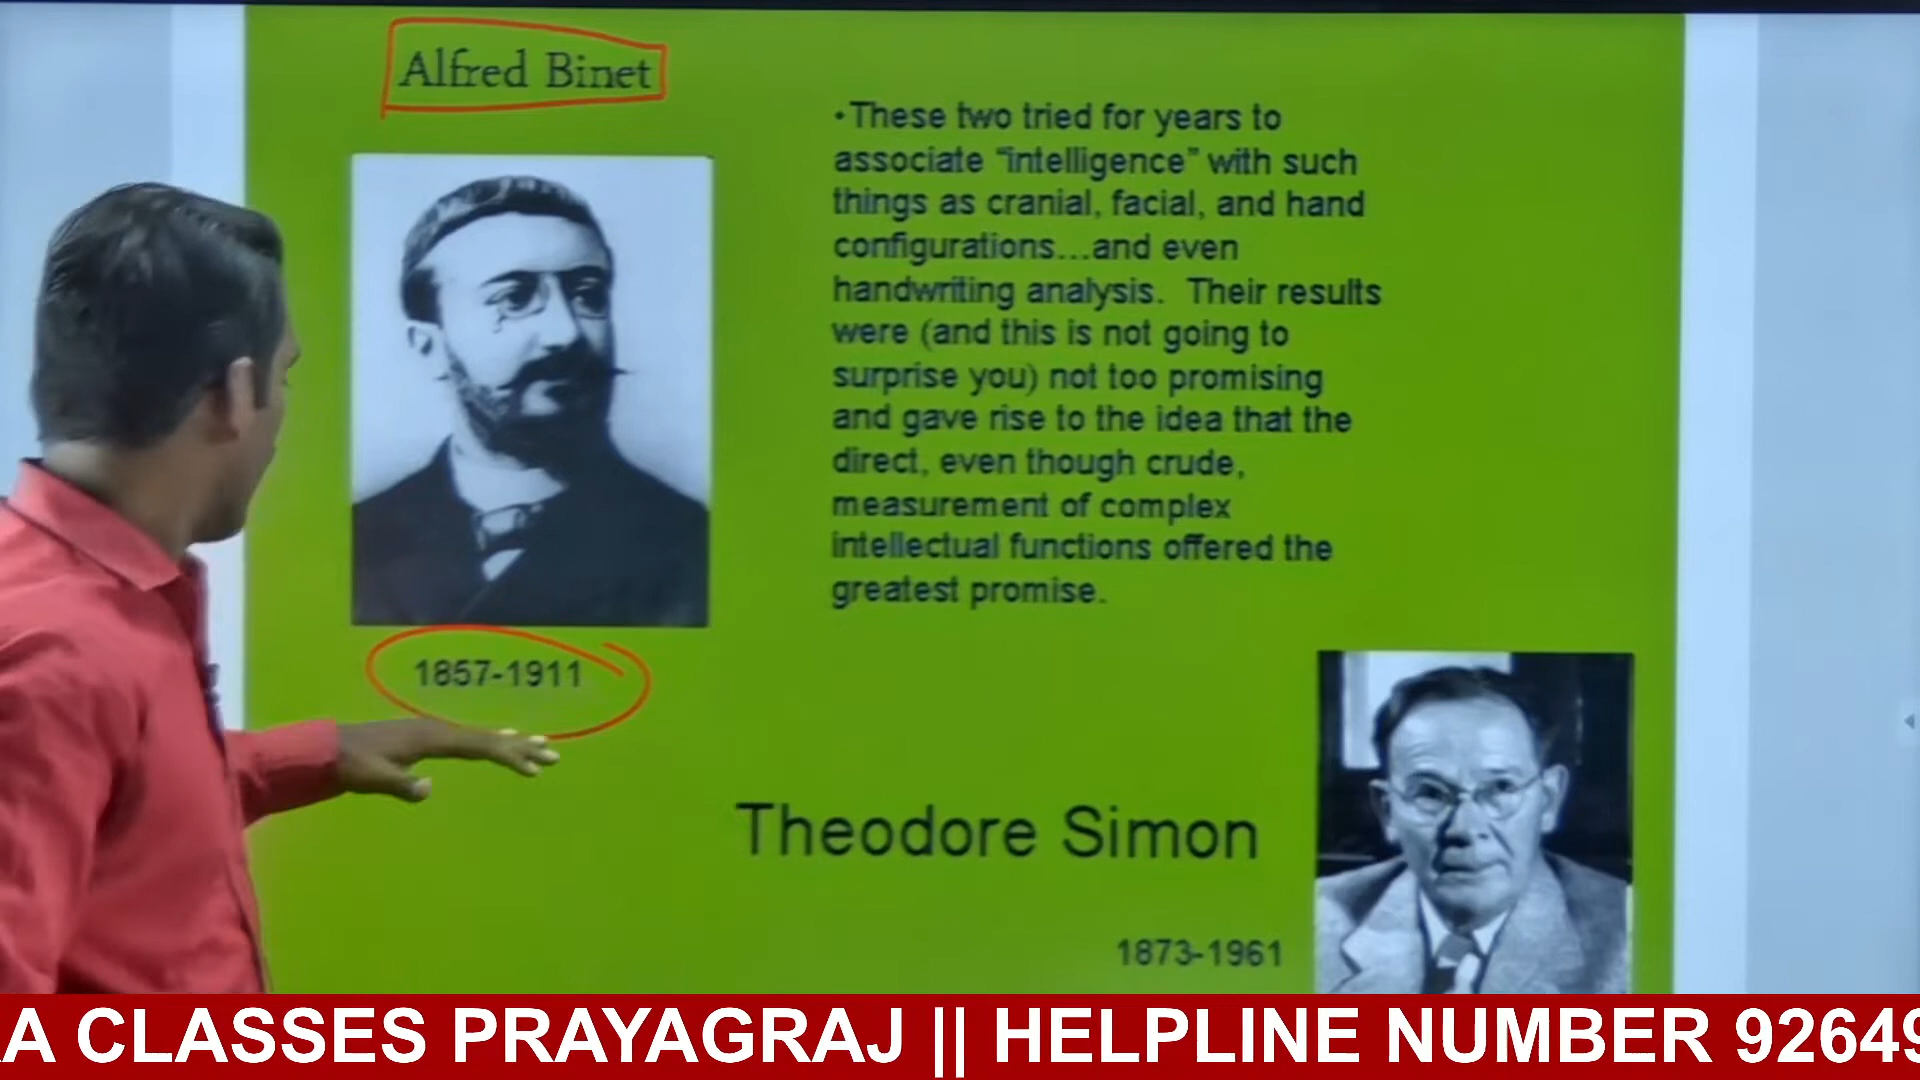 Alfred Binet
•These two tried for years to
associate "intelligence" with such
things as cranial, facial, and hand
configurations...and even
handwriting analysis. Their results
were (and this is not going to
surprise you) not too promising
and gave rise to the idea that the
direct, even though crude,
measurement of complex
intellectual functions offered the
greatest promise.
1857-1911
Theodore Simon
1873-1961
A CLASSES PRAYAGRAJ || HELPLINE NUMBER 92649